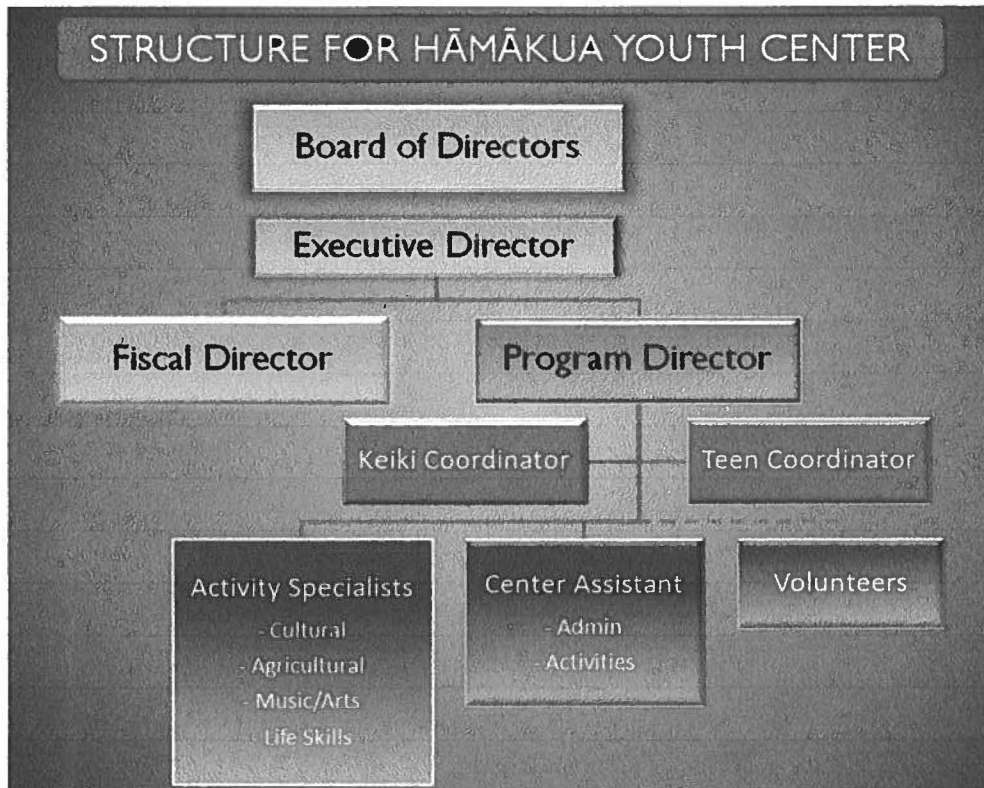 STRUCTURE FOR HĀMĀKUA YOUTH CENTER
Board of Directors
Executive Director
Fiscal Director
Program Director
Keiki Coordinator
Teen Coordinator
Activity Specialists
- Cultural
- Agricultural
- Music/Arts
- Life Skills
Center Assistant
- Admin
- Activities
Volunteers